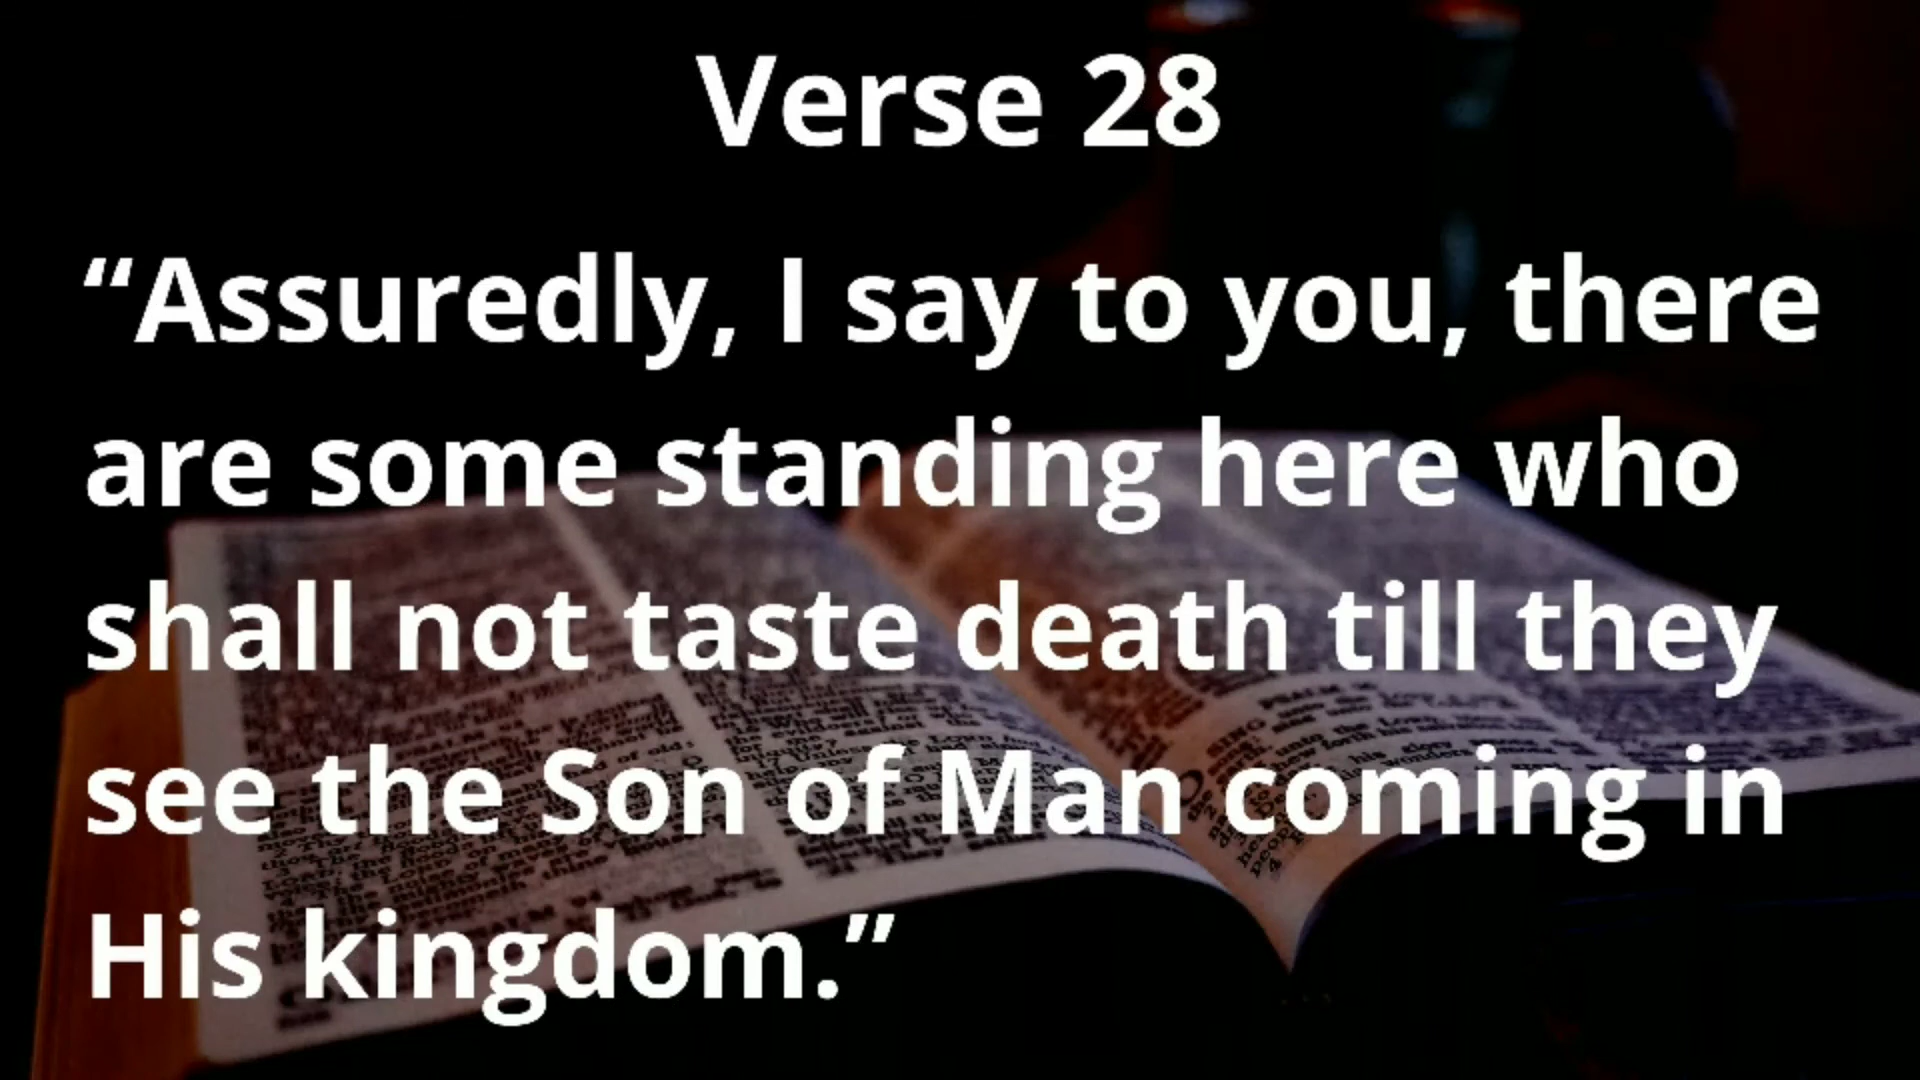 Verse 28
“Assuredly, I say to you, there
are some standing here who
shall not taste death till they
see the Son of Man coming in
His kingdom.”